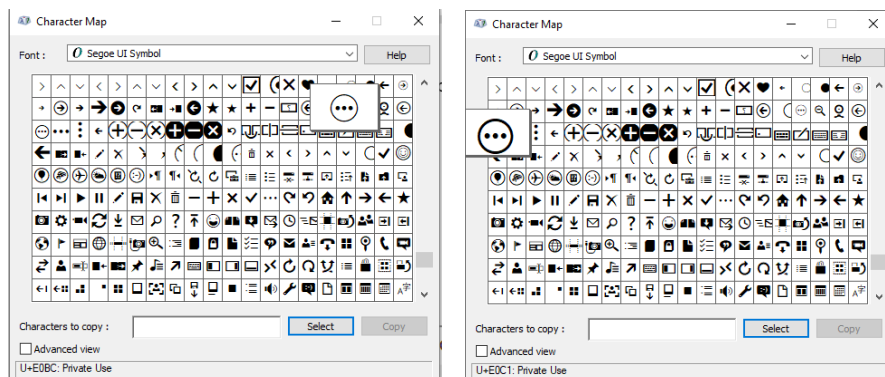 Character Map
Font :
Segoe UI Symbol
Help
Characters to copy :
Select
Copy
Advanced view
U+E0BC: Private Use
Character Map
Font :
Segoe UI Symbol
Help
Characters to copy :
Select
Copy
Advanced view
U+E0C1: Private Use